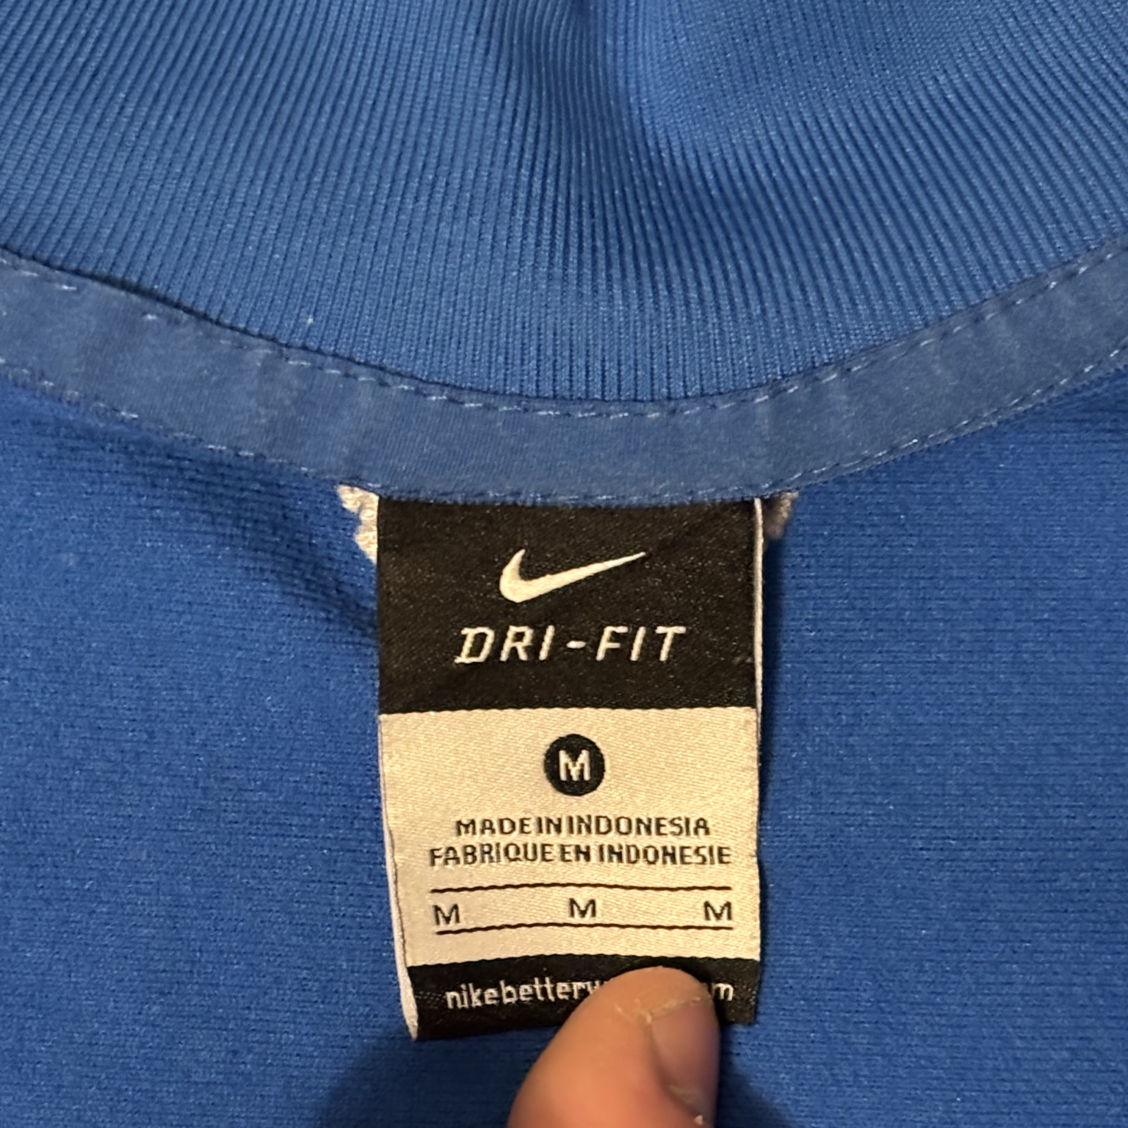 DRI-FIT
M
MADE IN INDONESIA
FABRIQUE EN INDONESIE
M M M